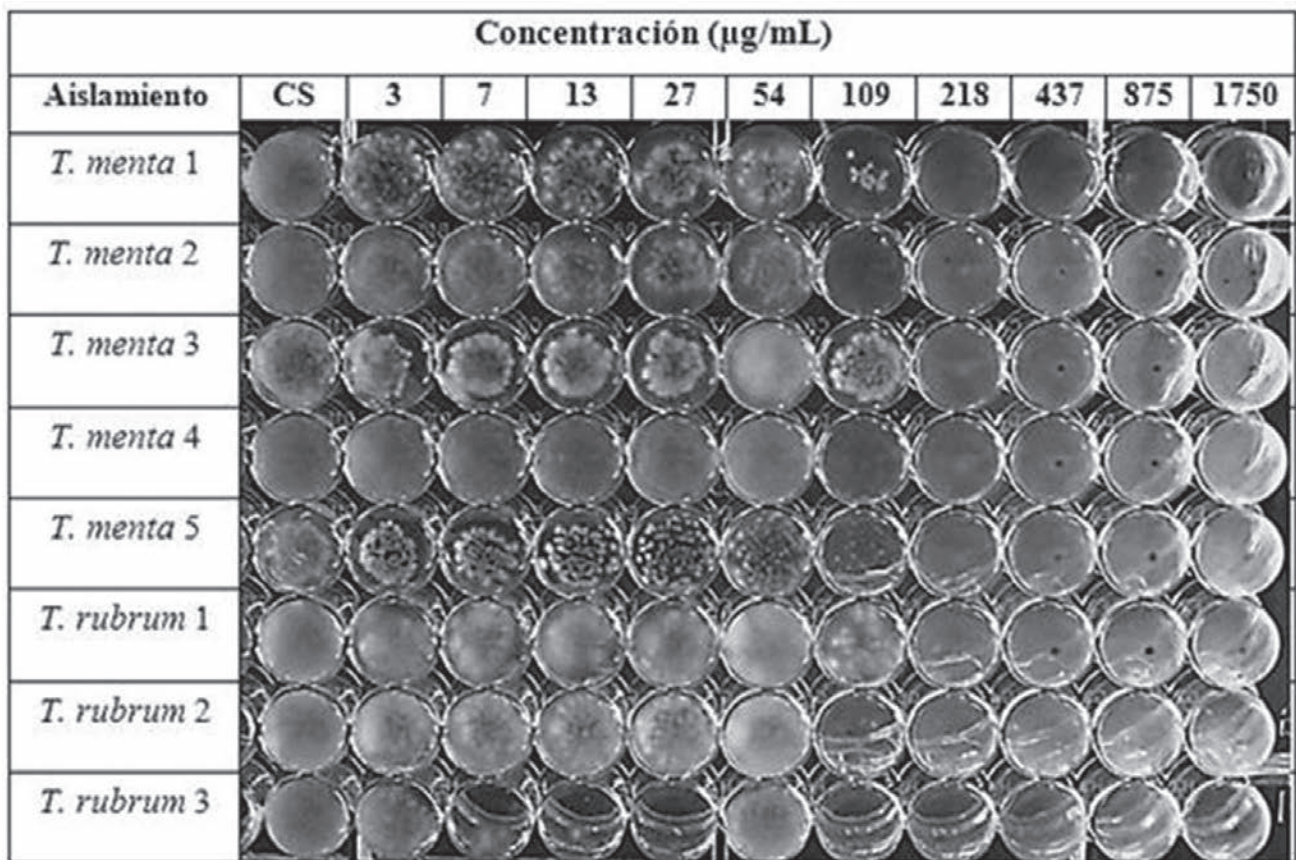 Concentración (µg/mL)
Aislamiento CS 3 7 13 27 54 109 218 437 875 1750
T. menta 1
T. menta 2
T. menta 3
T. menta 4
T. menta 5
T. rubrum 1
T. rubrum 2
T. rubrum 3